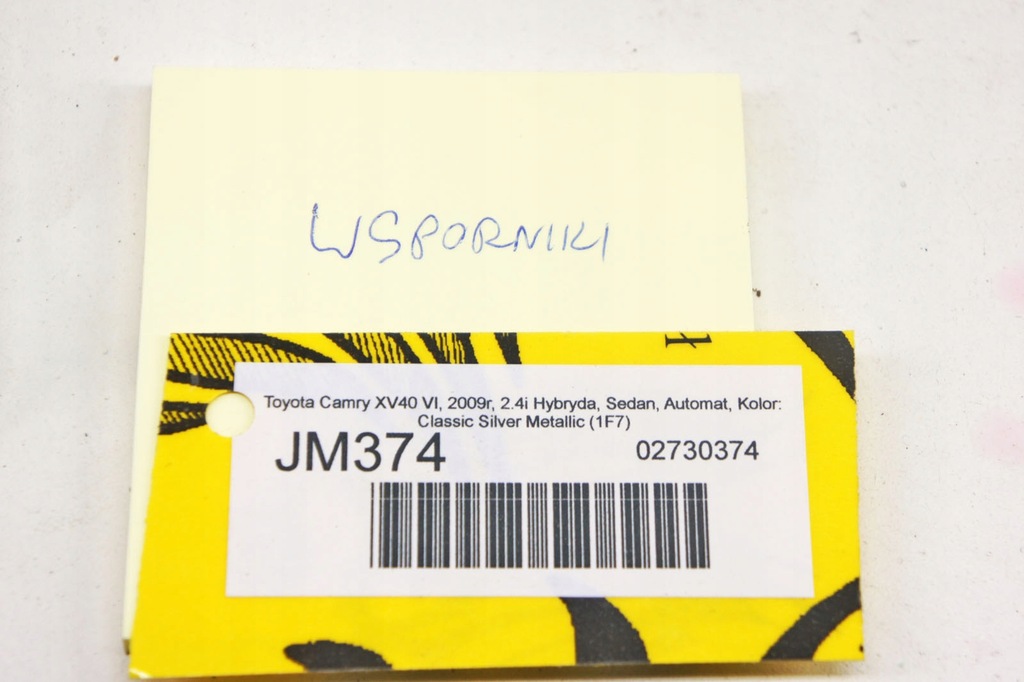 WSPORNIKI
Toyota Camry XV40 VI, 2009r, 2.4i Hybryda, Sedan, Automat, Kolor:
Classic Silver Metallic (1F7)
JM374 02730374